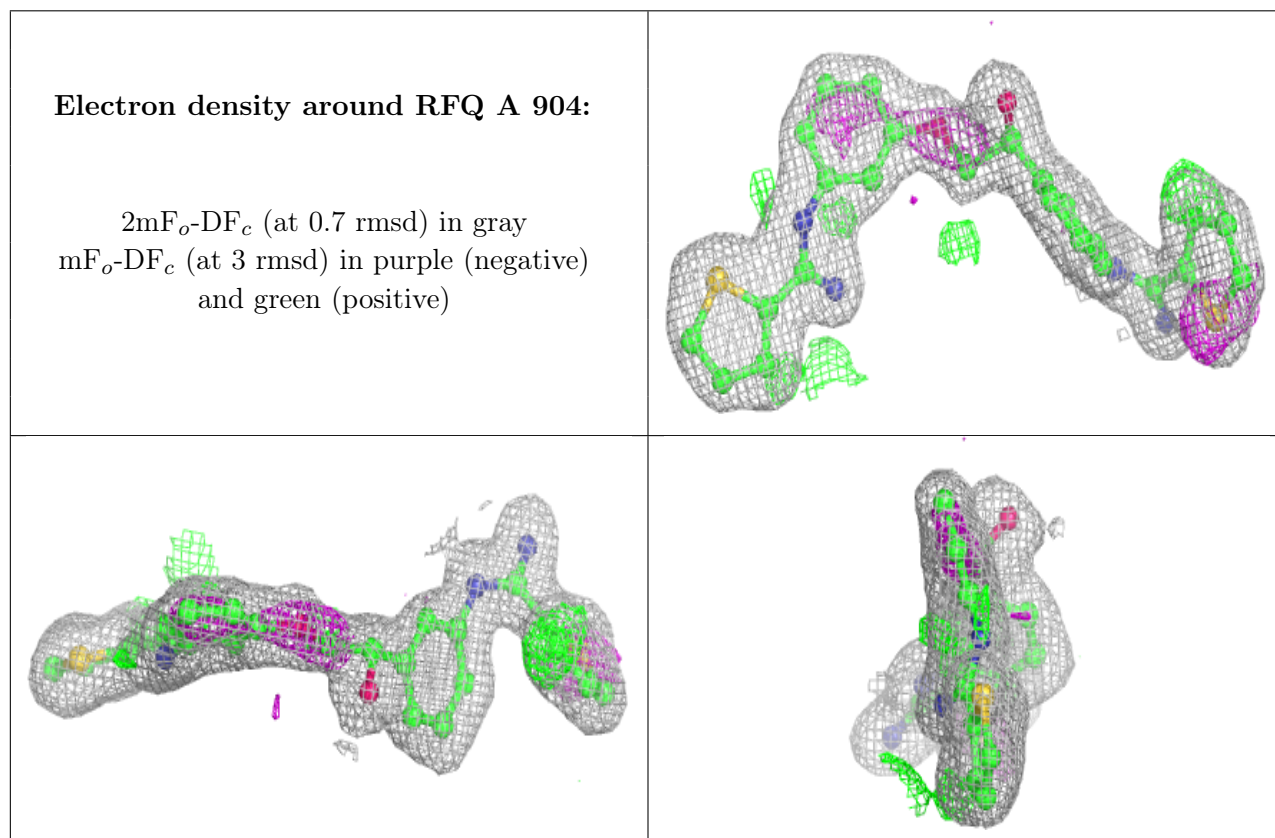 Electron density around RFQ A 904:
2mFo-DFc (at 0.7 rmsd) in gray
mFo-DFc (at 3 rmsd) in purple (negative)
and green (positive)